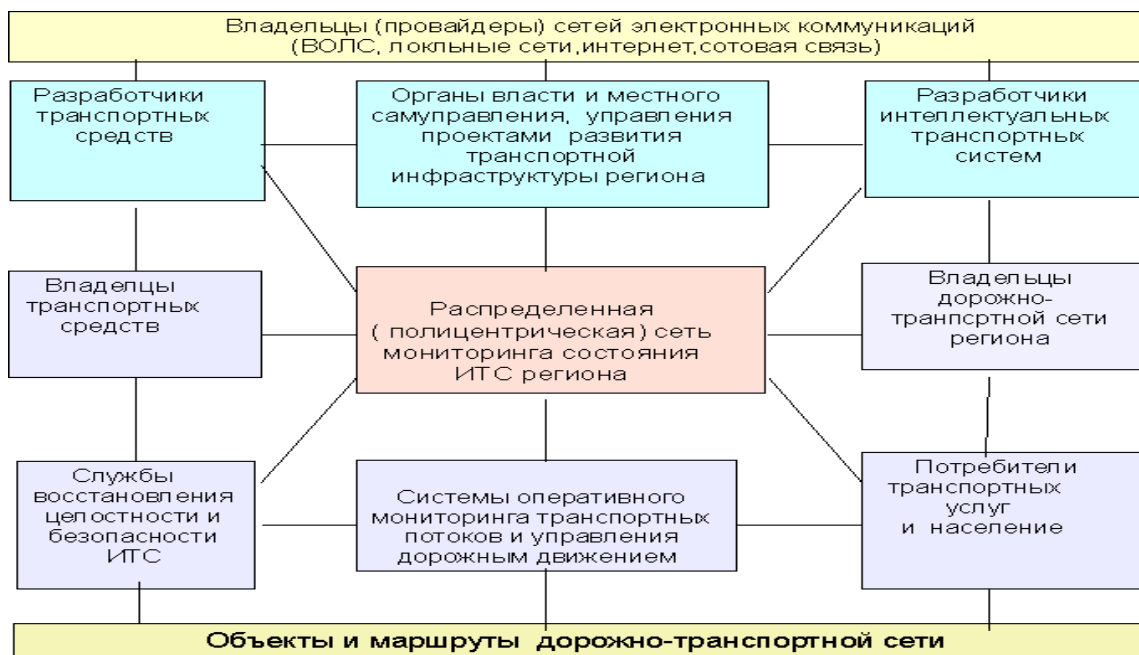 Владельцы (провайдеры) сетей электронных коммуникаций
(ВОЛС, локльные сети,интернет,сотовая связь)
Разработчики
транспортных
средств
Органы власти и местного
самуправления, управления
проектами развития
транспортной
инфраструктуры региона
Разработчики
интеллектуальных
транспортных
систем
Владелцы
транспортных
средств
Распределенная
( полицентрическая) сеть
мониторинга состояния
ИТС региона
Владельцы
дорожно-
транпсртной сети
региона
Службы
восстановления
целостности и
безопасности
ИТС
Системы оперативного
мониторинга транспортных
потоков и управления
дорожным движением
Потребители
транспортных
услуг
и население
Объекты и маршруты дорожно-транспортной сети